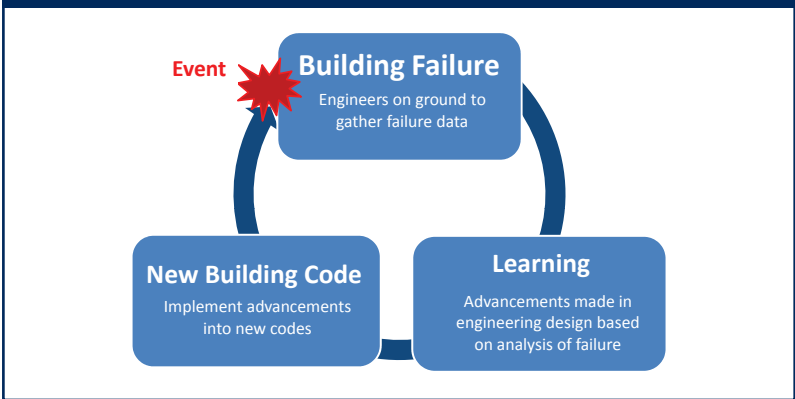 Event
Building Failure
Engineers on ground to
gather failure data
New Building Code
Implement advancements
into new codes
Learning
Advancements made in
engineering design based
on analysis of failure